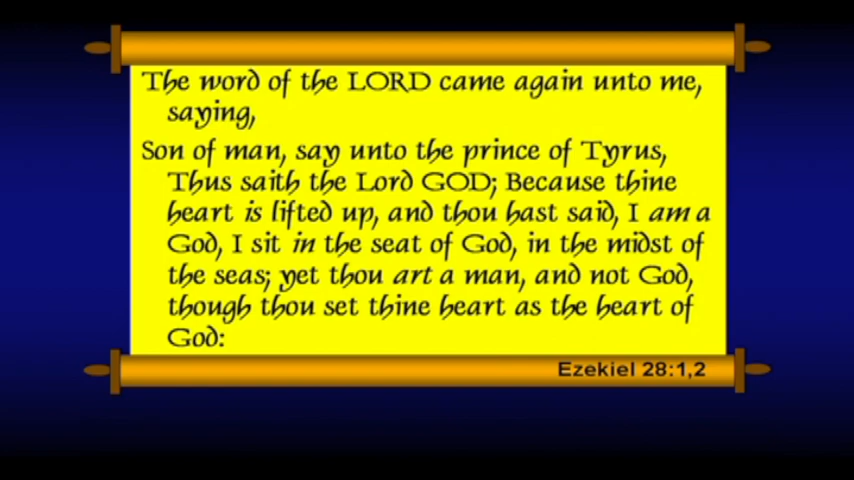 The word of the LORD came again unto me,
saying,
Son of man, say unto the prince of Tyrus,
Thus saith the Lord GOD; Because thine
heart is lifted up, and thou hast said, I am a
God, I sit in the seat of God, in the midst of
the seas; yet thou art a man, and not God,
though thou set thine heart as the heart of
God:
Ezekiel 28:1,2